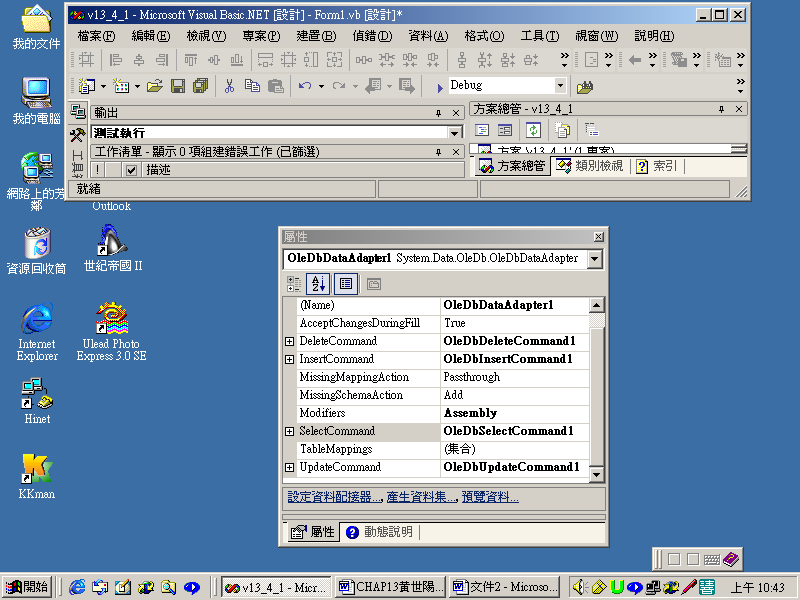 我的文件
我的電腦
網路上的芳
鄰
資源回收筒
Internet
Explorer
Hinet
KKman
Outlook
世紀帝國 II
Ulead Photo
Express 3.0 SE
v13_4_1 - Microsoft Visual Basic.NET [設計] - Form1.vb [設計]*
檔案(F) 編輯(E) 檢視(V) 專案(P) 建置(B) 偵錯(D) 資料(A) 格式(O) 工具(T) 視窗(W) 說明(H)
Debug
輸出
測試執行
工作清單 - 顯示 0 項組建錯誤工作 (已篩選)
! 描述
工具
方案總管 - v13_4_1
方案 'v13_4_1' (1 專案)
方案總管 類別檢視 索引
就緒
屬性
OleDbDataAdapter1 System.Data.OleDb.OleDbDataAdapter
(Name) OleDbDataAdapter1
AcceptChangesDuringFill True
DeleteCommand OleDbDeleteCommand1
InsertCommand OleDbInsertCommand1
MissingMappingAction Passthrough
MissingSchemaAction Add
Modifiers Assembly
SelectCommand OleDbSelectCommand1
TableMappings (集合)
UpdateCommand OleDbUpdateCommand1
設定資料配接器..., 產生資料集..., 預覽資料...
屬性 動態說明
開始 v13_4_1 - Micr... CHAP13黃世陽... 文件2 - Microso... 上午 10:43